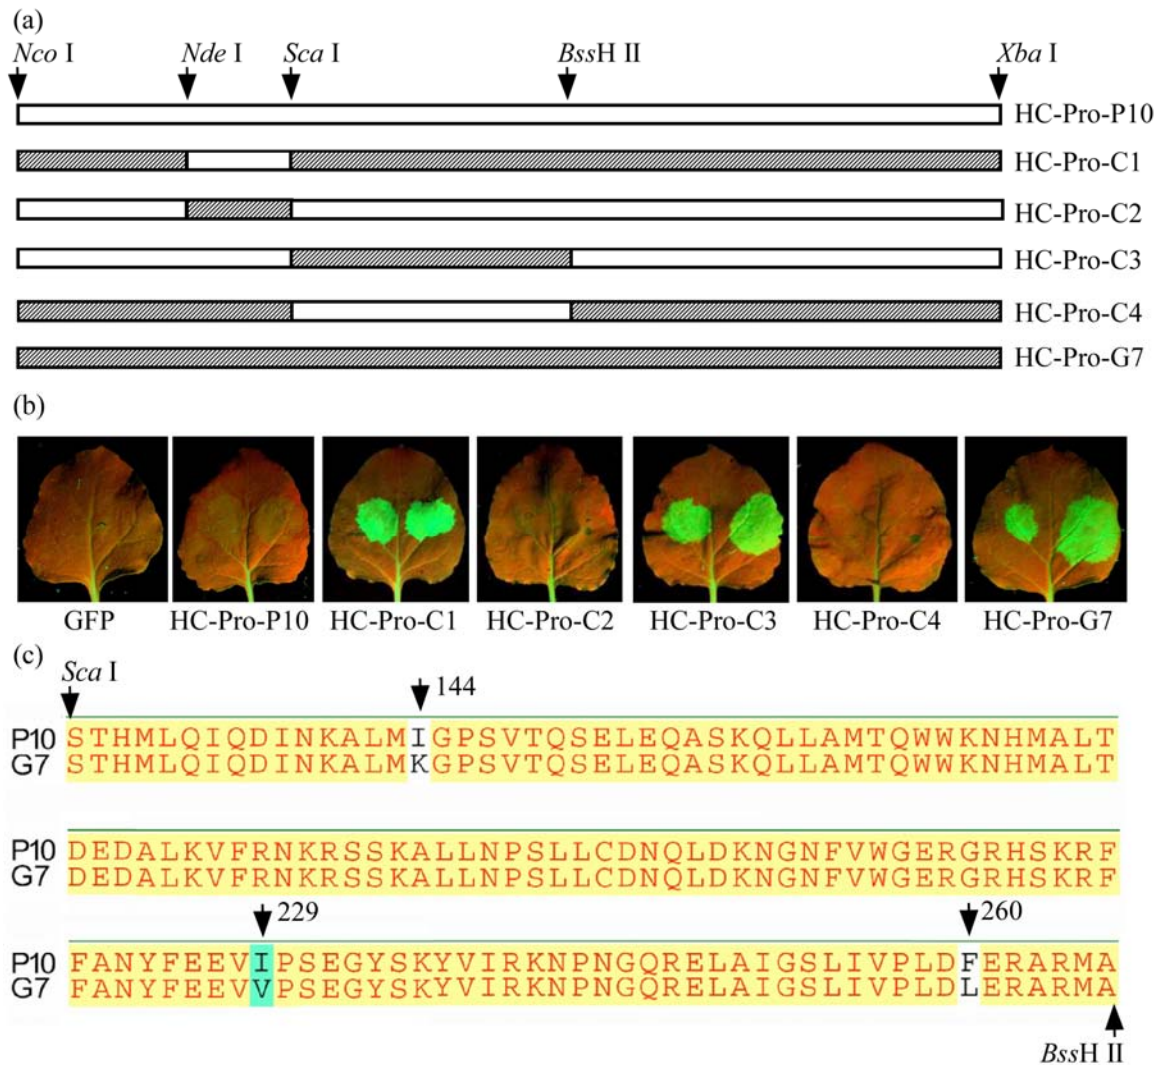 (a)
Nco I Nde I Sca I BssH II Xba I
HC-Pro-P10
HC-Pro-C1
HC-Pro-C2
HC-Pro-C3
HC-Pro-C4
HC-Pro-G7
(b)
GFP HC-Pro-P10 HC-Pro-C1 HC-Pro-C2 HC-Pro-C3 HC-Pro-C4 HC-Pro-G7
(c)
Sca I 144
P10 STHMLQIQDINKALMIGPSVTQSELEQASKQLLAMTQWWKNHMALT
G7 STHMLQIQDINKALMKGPSVTQSELEQASKQLLAMTQWWKNHMALT
P10 DEDALKVFRNKRSSKALLNPSLLCDNQLDKNGNFVWGERGRHSKRF
G7 DEDALKVFRNKRSSKALLNPSLLCDNQLDKNGNFVWGERGRHSKRF
229 260
P10 FANYFEEVIPSEGYSKYVIRKNPNGQRELAIGSLIVPLDFERARMA
G7 FANYFEEVVPSEGYSKYVIRKNPNGQRELAIGSLIVPLDLERARMA
BssH II